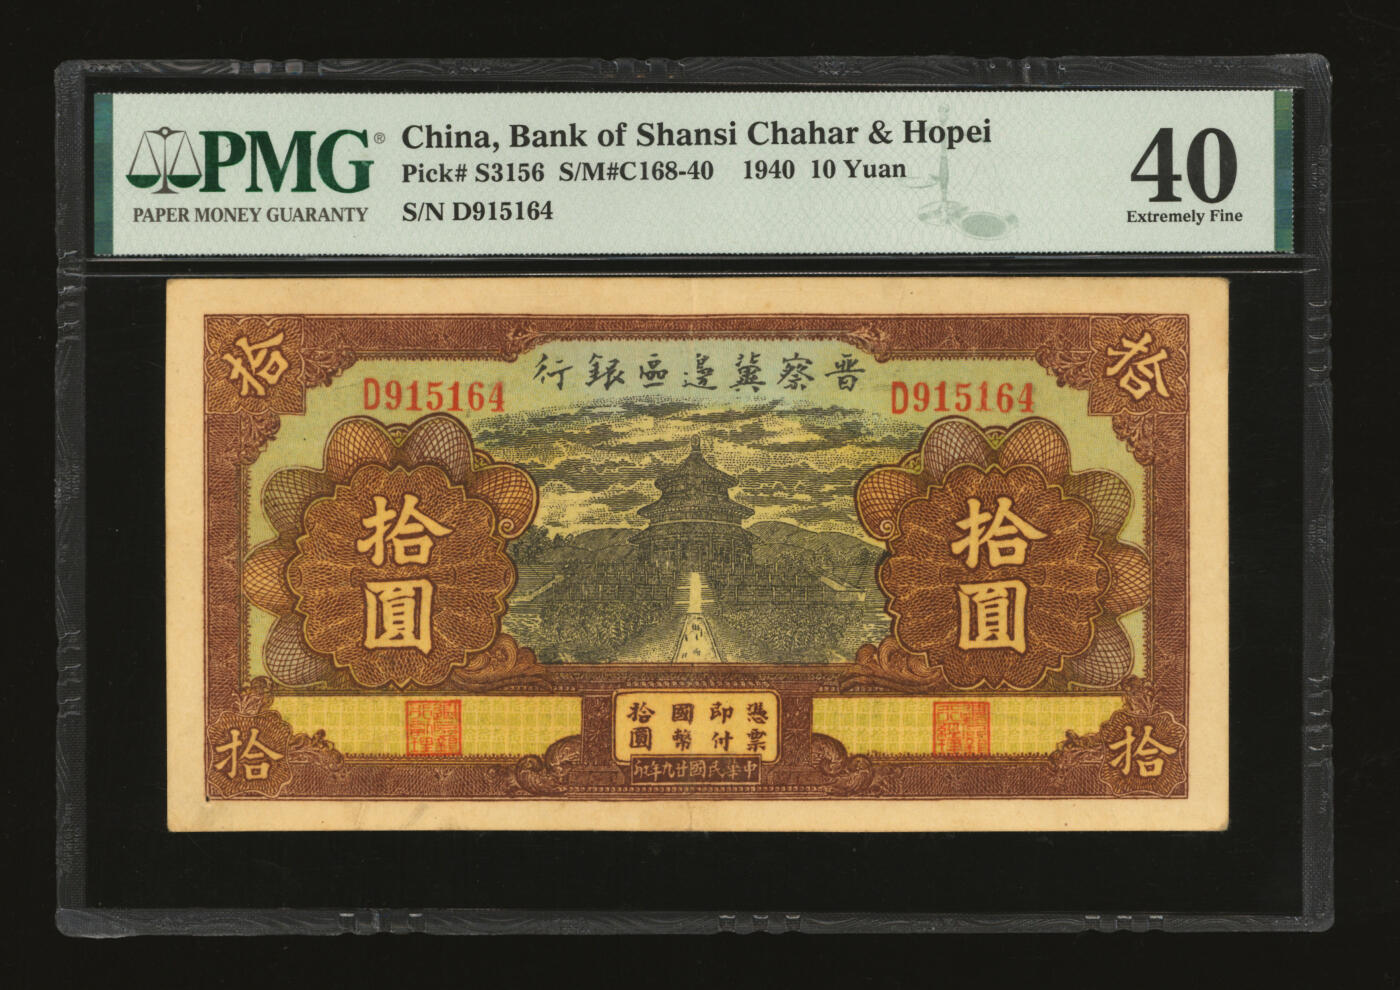 PMG®
PAPER MONEY GUARANTY
China, Bank of Shansi Chahar & Hopei
Pick# S3156 S/M#C168-40 1940 10 Yuan
S/N D915164
40
Extremely Fine
拾
拾
行銀區邊冀察晋
D915164
D915164
拾圓
拾圓
憑票
即付
國幣
拾圓
印年九廿國民華中
拾
拾